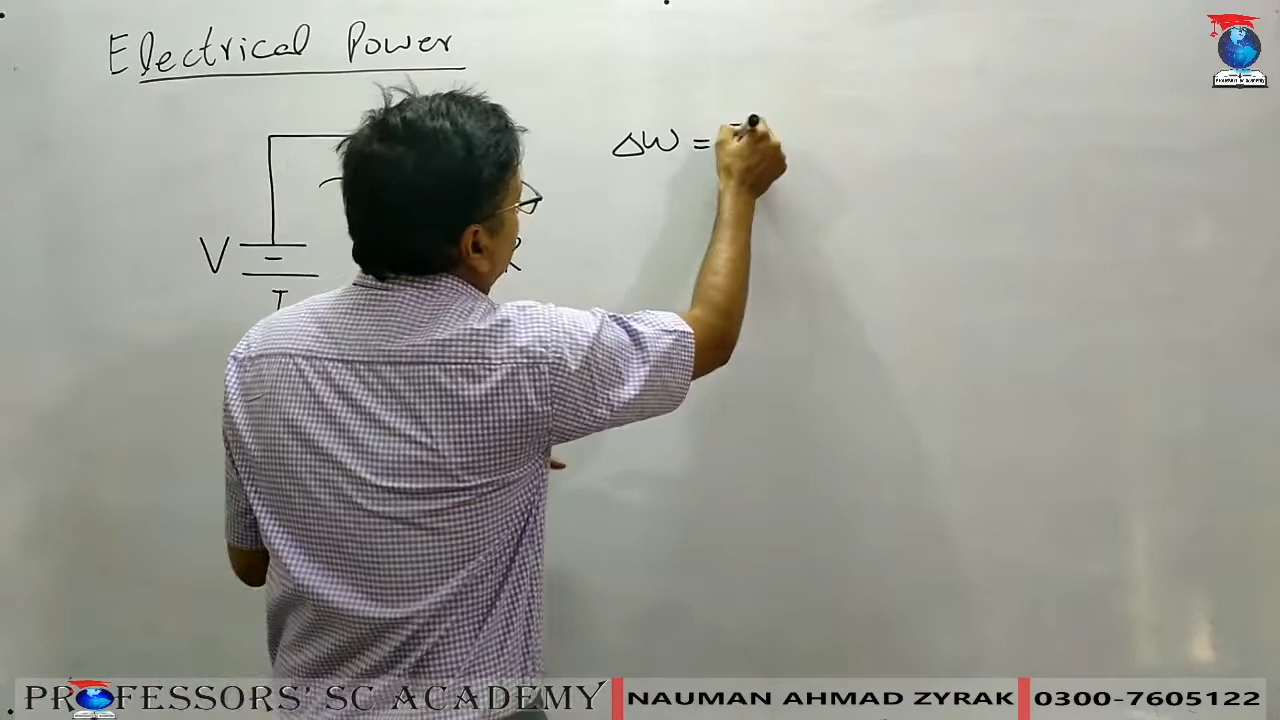 Electrical Power
ΔW =
V
R
PROFESSORS' SC ACADEMY
NAUMAN AHMAD ZYRAK
0300-7605122